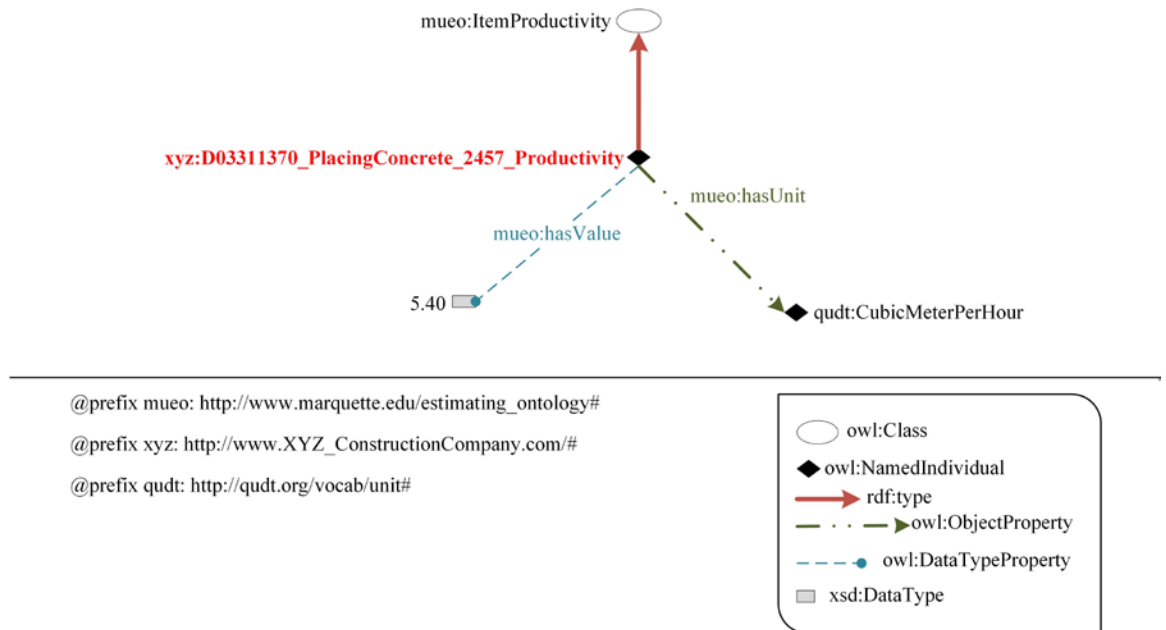 mueo:ItemProductivity
xyz:D03311370_PlacingConcrete_2457_Productivity
mueo:hasUnit
mueo:hasValue
5.40
qudt:CubicMeterPerHour
@prefix mueo: http://www.marquette.edu/estimating_ontology#
@prefix xyz: http://www.XYZ_ConstructionCompany.com/#
@prefix qudt: http://qudt.org/vocab/unit#
owl:Class
owl:NamedIndividual
rdf:type
owl:ObjectProperty
owl:DataTypeProperty
xsd:DataType